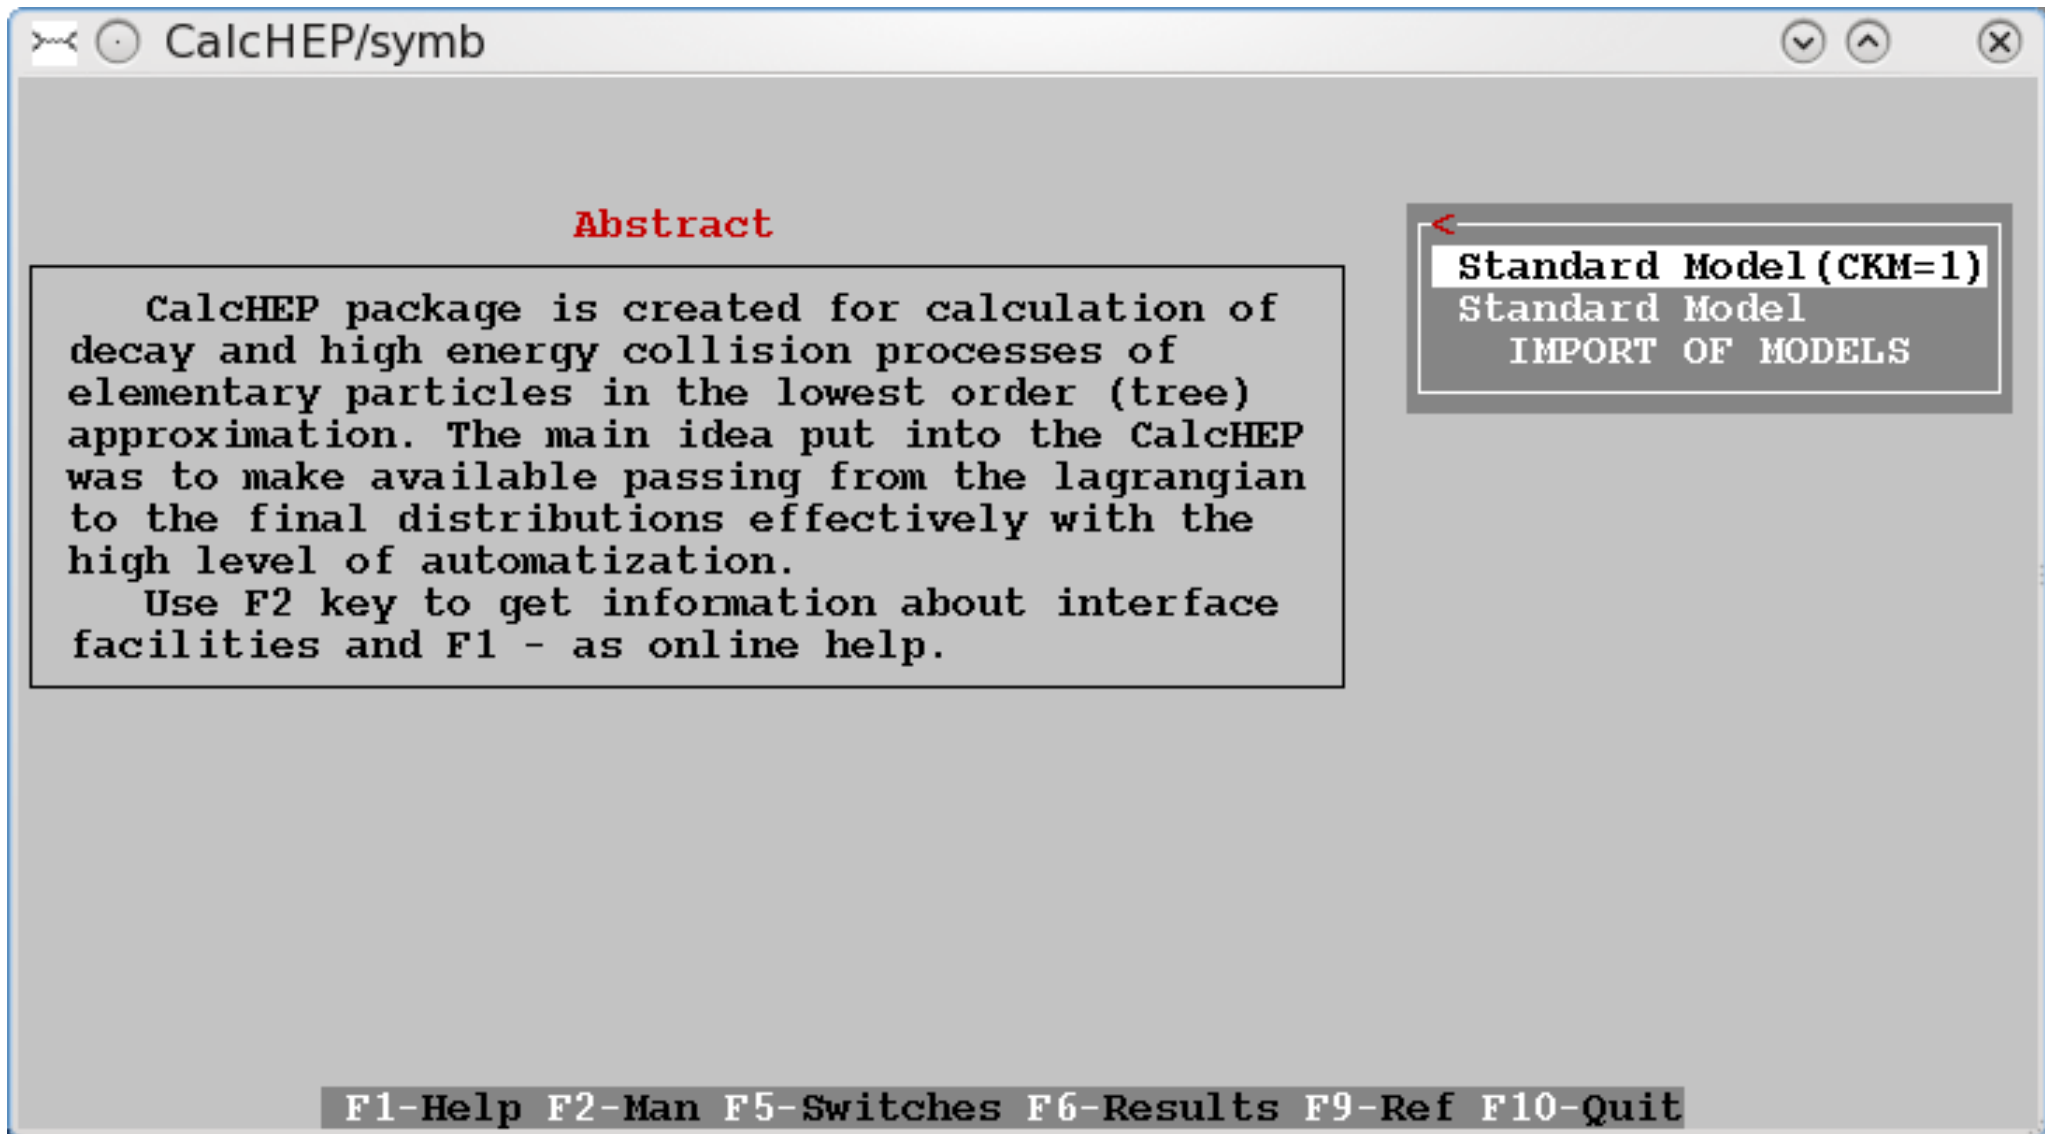 CalcHEP/symb
Abstract
CalcHEP package is created for calculation of
decay and high energy collision processes of
elementary particles in the lowest order (tree)
approximation. The main idea put into the CalcHEP
was to make available passing from the lagrangian
to the final distributions effectively with the
high level of automatization.
Use F2 key to get information about interface
facilities and F1 - as online help.
<
Standard Model(CKM=1)
Standard Model
IMPORT OF MODELS
F1-Help F2-Man F5-Switches F6-Results F9-Ref F10-Quit